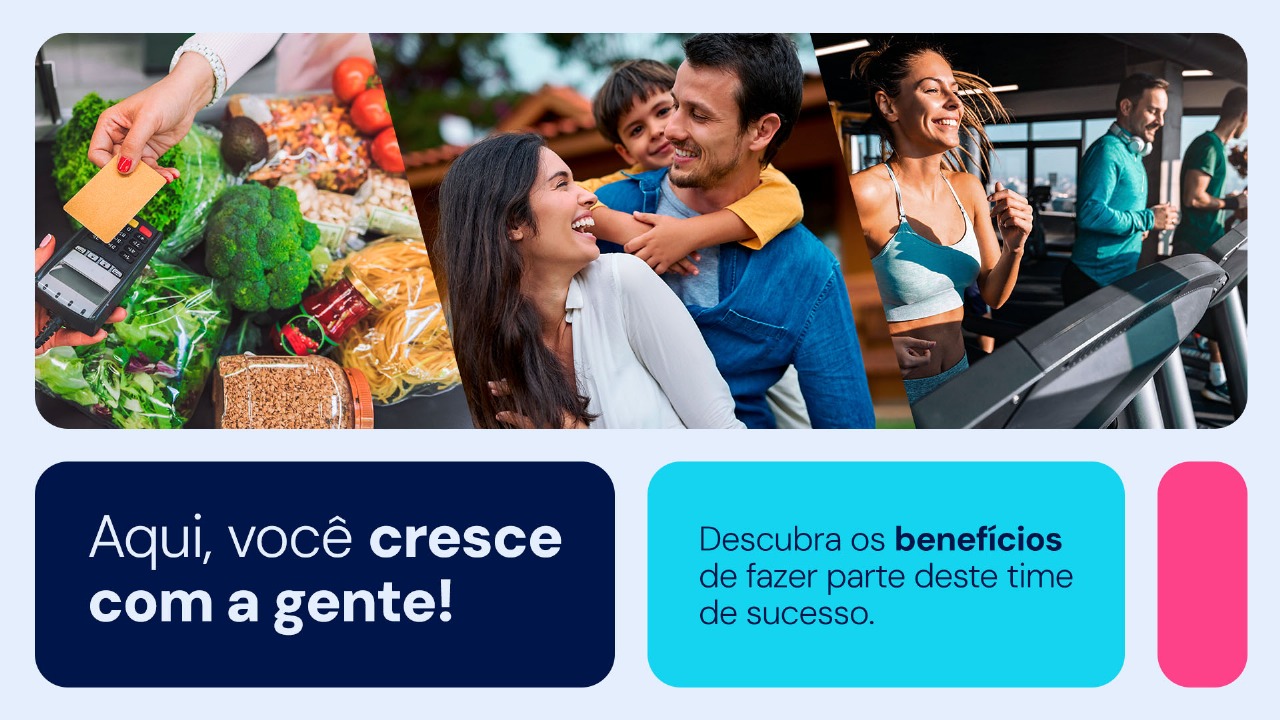 Aqui, você cresce
com a gente!
Descubra os benefícios
de fazer parte deste time
de sucesso.